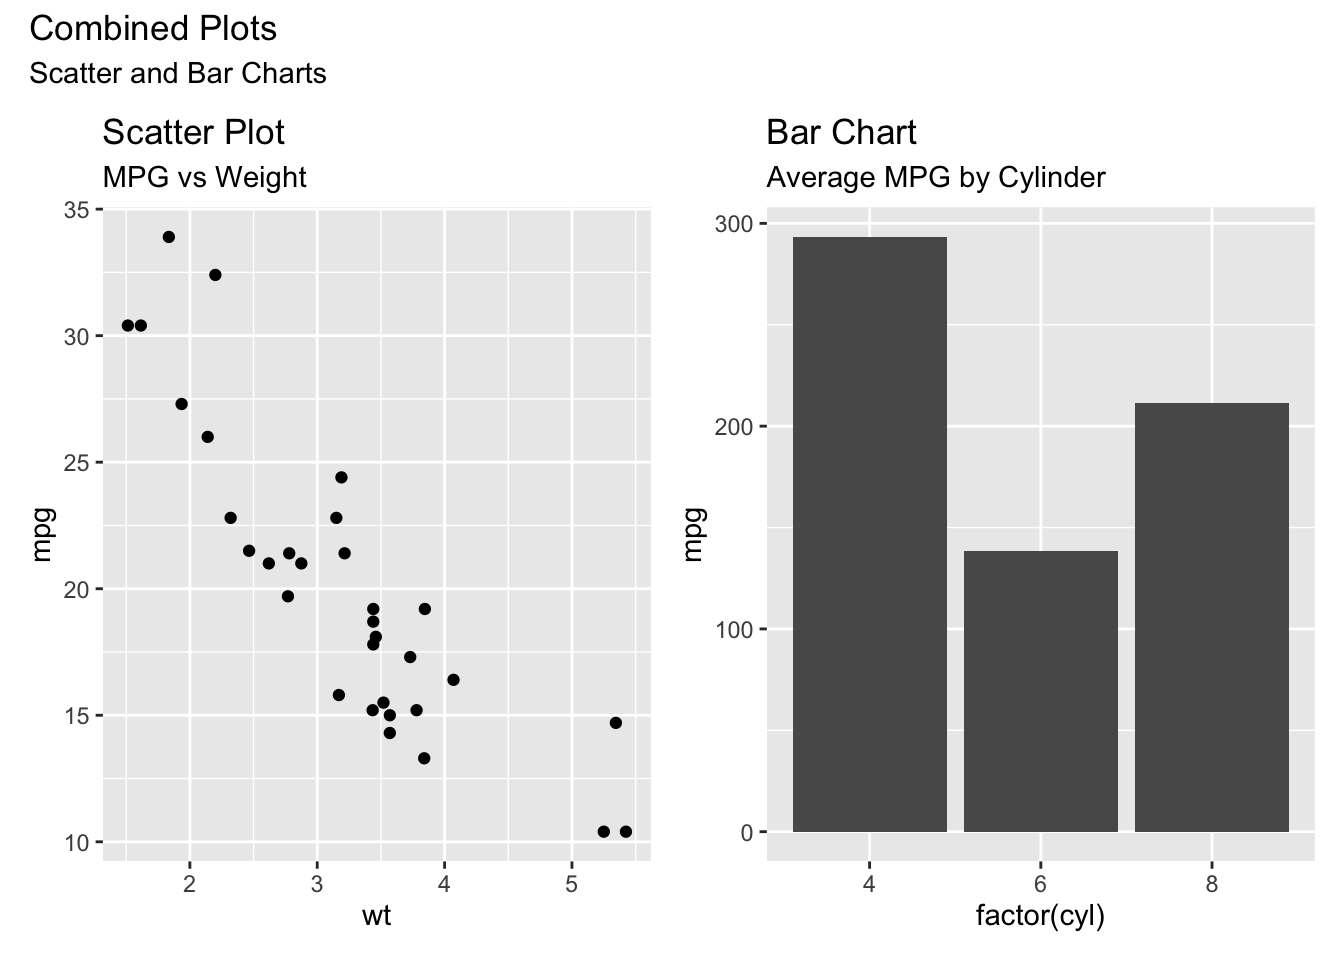 Combined Plots
Scatter and Bar Charts
Scatter Plot
MPG vs Weight
35
30
25
20
15
10
mpg
2 3 4 5
wt
Bar Chart
Average MPG by Cylinder
300
200
100
0
mpg
4 6 8
factor(cyl)